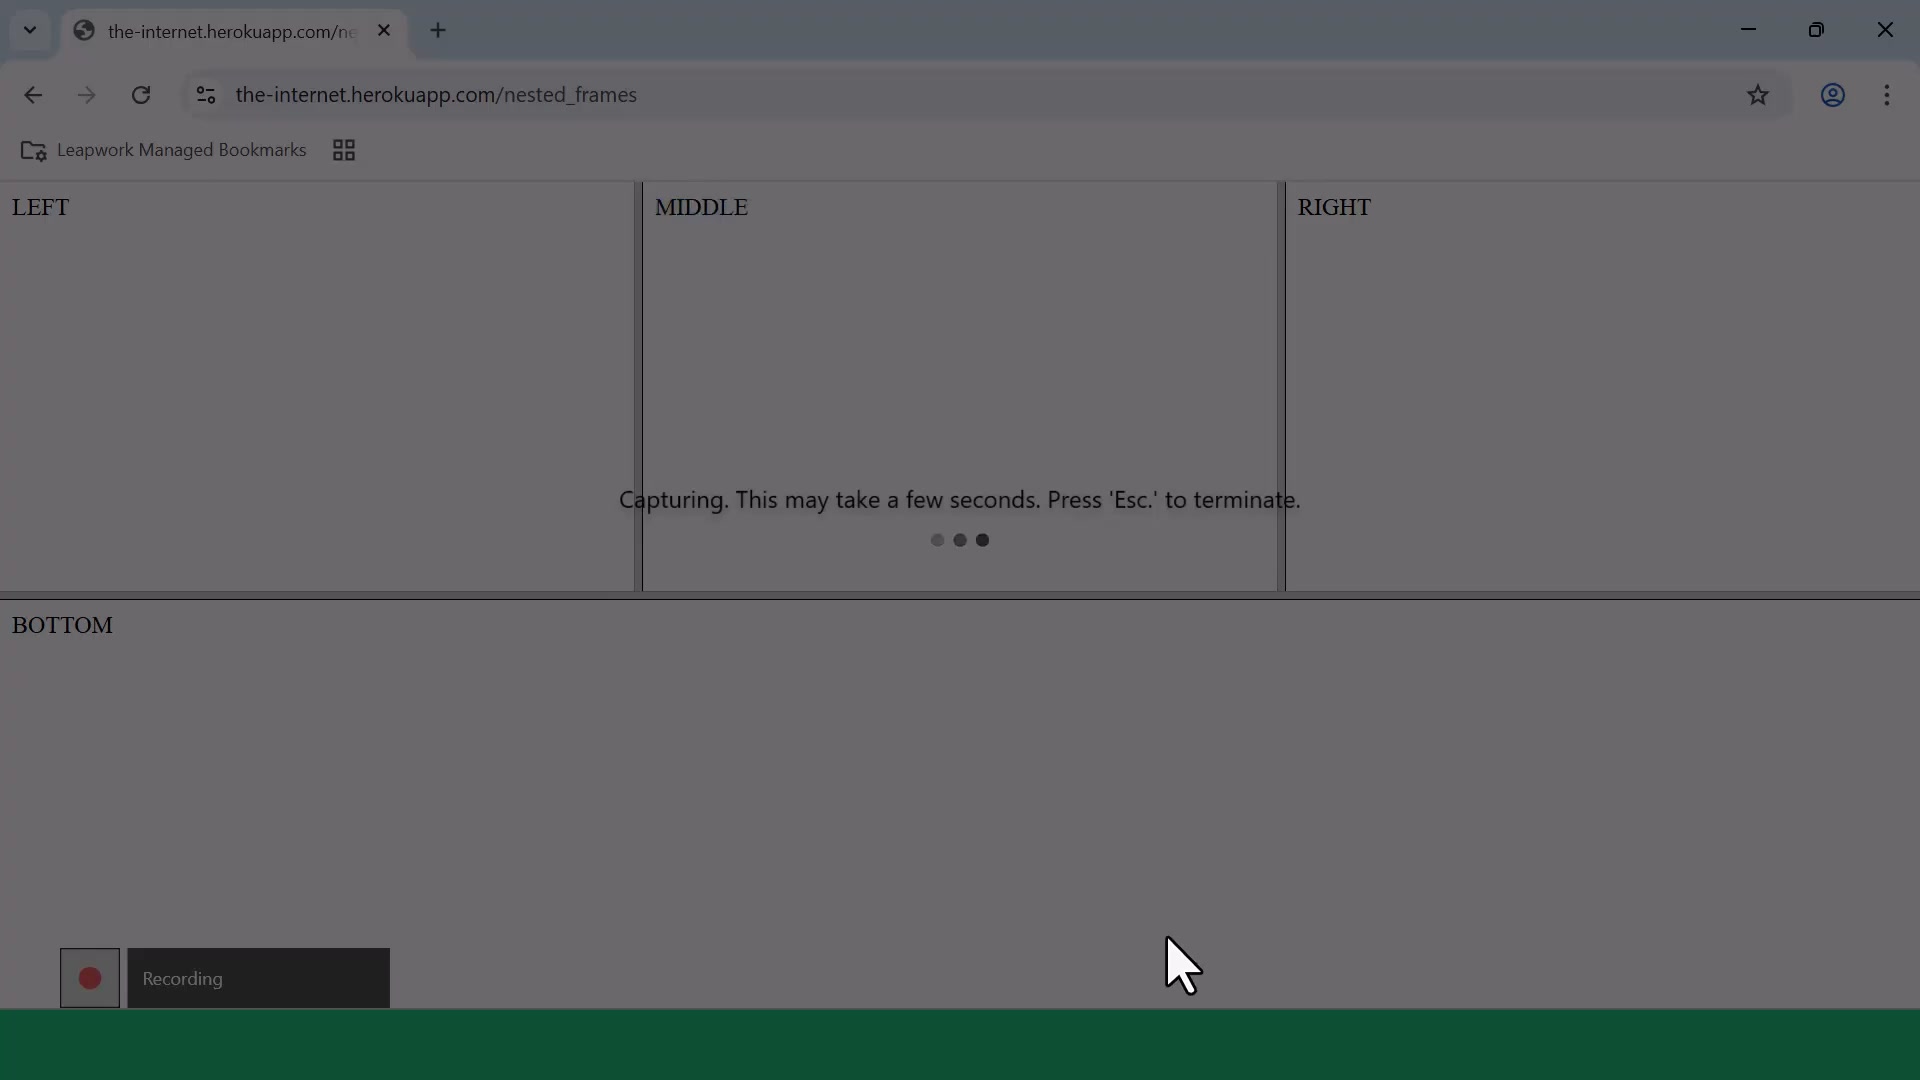 the-internet.herokuapp.com/ne
the-internet.herokuapp.com/nested_frames
Leapwork Managed Bookmarks
LEFT
MIDDLE
RIGHT
Capturing. This may take a few seconds. Press 'Esc.' to terminate.
BOTTOM
Recording